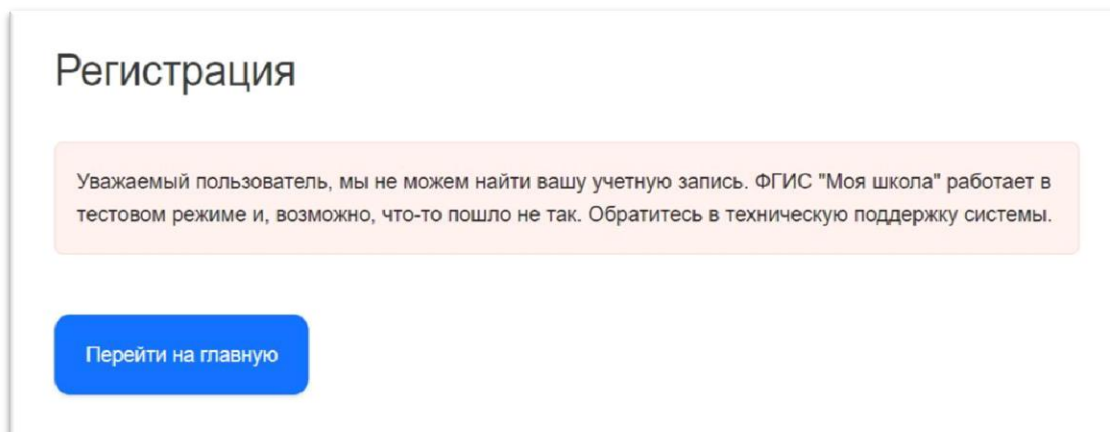 Регистрация
Уважаемый пользователь, мы не можем найти вашу учетную запись. ФГИС "Моя школа" работает в
тестовом режиме и, возможно, что-то пошло не так. Обратитесь в техническую поддержку системы.
Перейти на главную